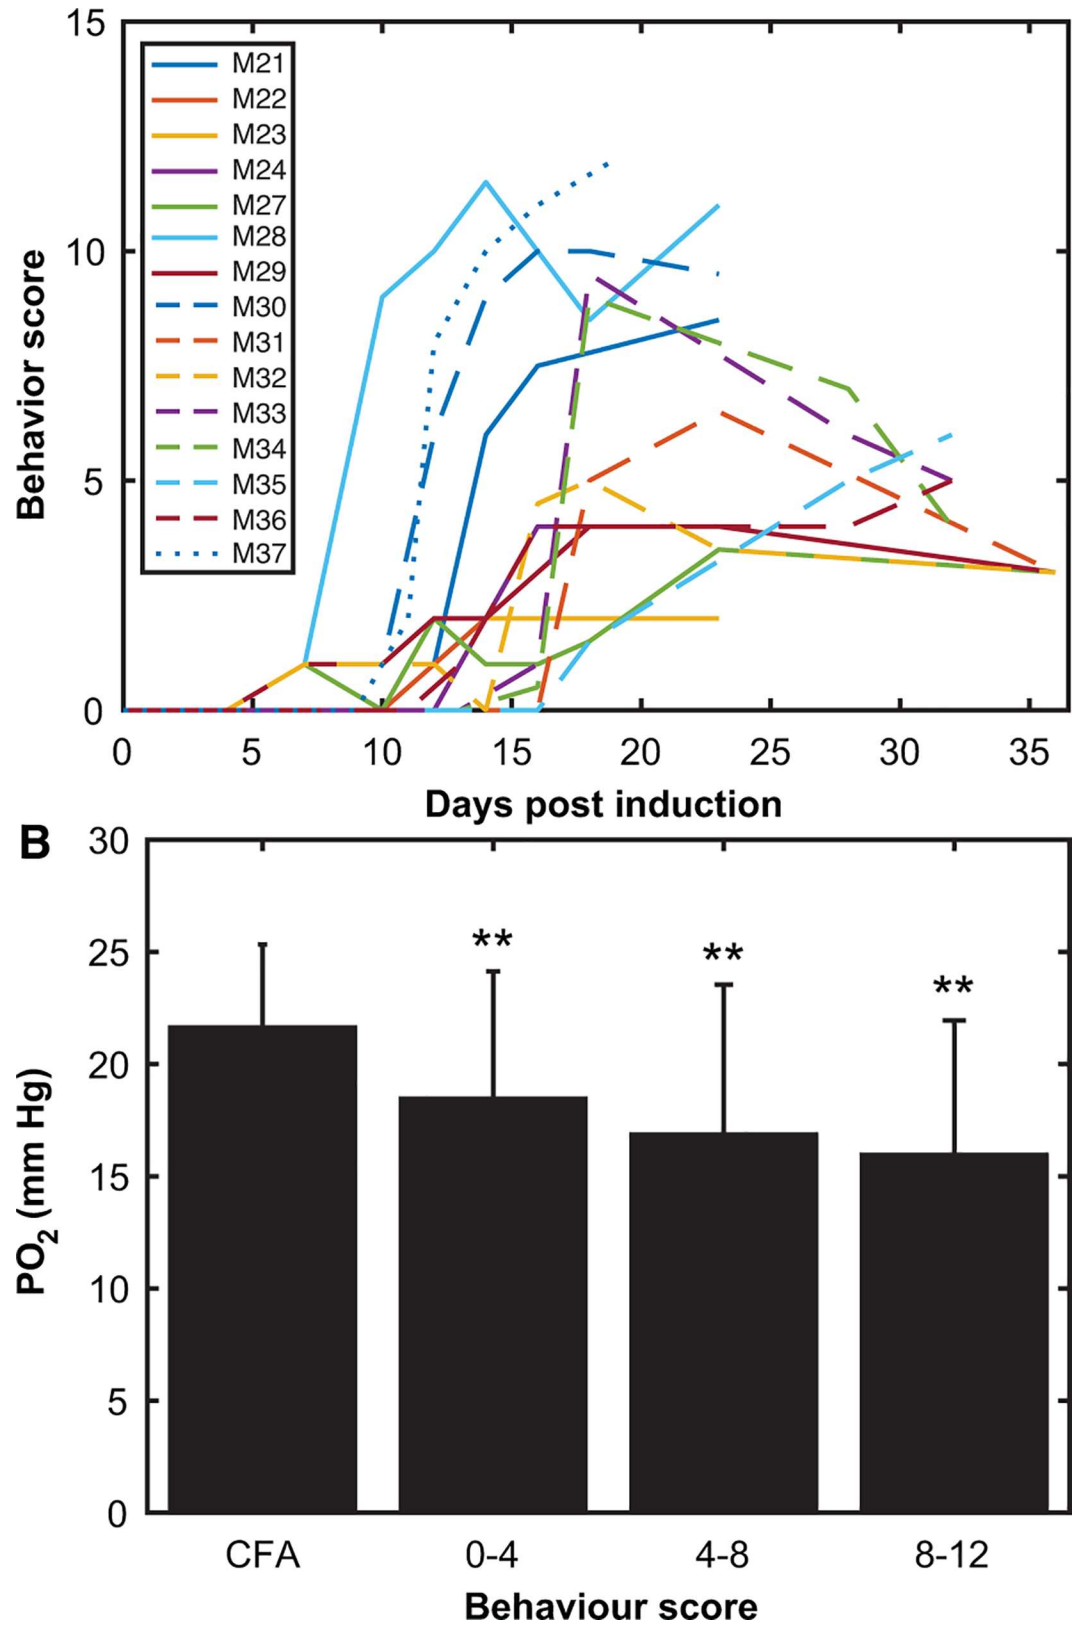 15
M21
M22
M23
M24
M27
M28
M29
M30
M31
M32
M33
M34
M35
M36
M37
10
5
0
Behavior score
0 5 10 15 20 25 30 35
Days post induction
B
30
25
20
15
10
5
0
PO2 (mm Hg)
**
**
**
CFA 0-4 4-8 8-12
Behaviour score